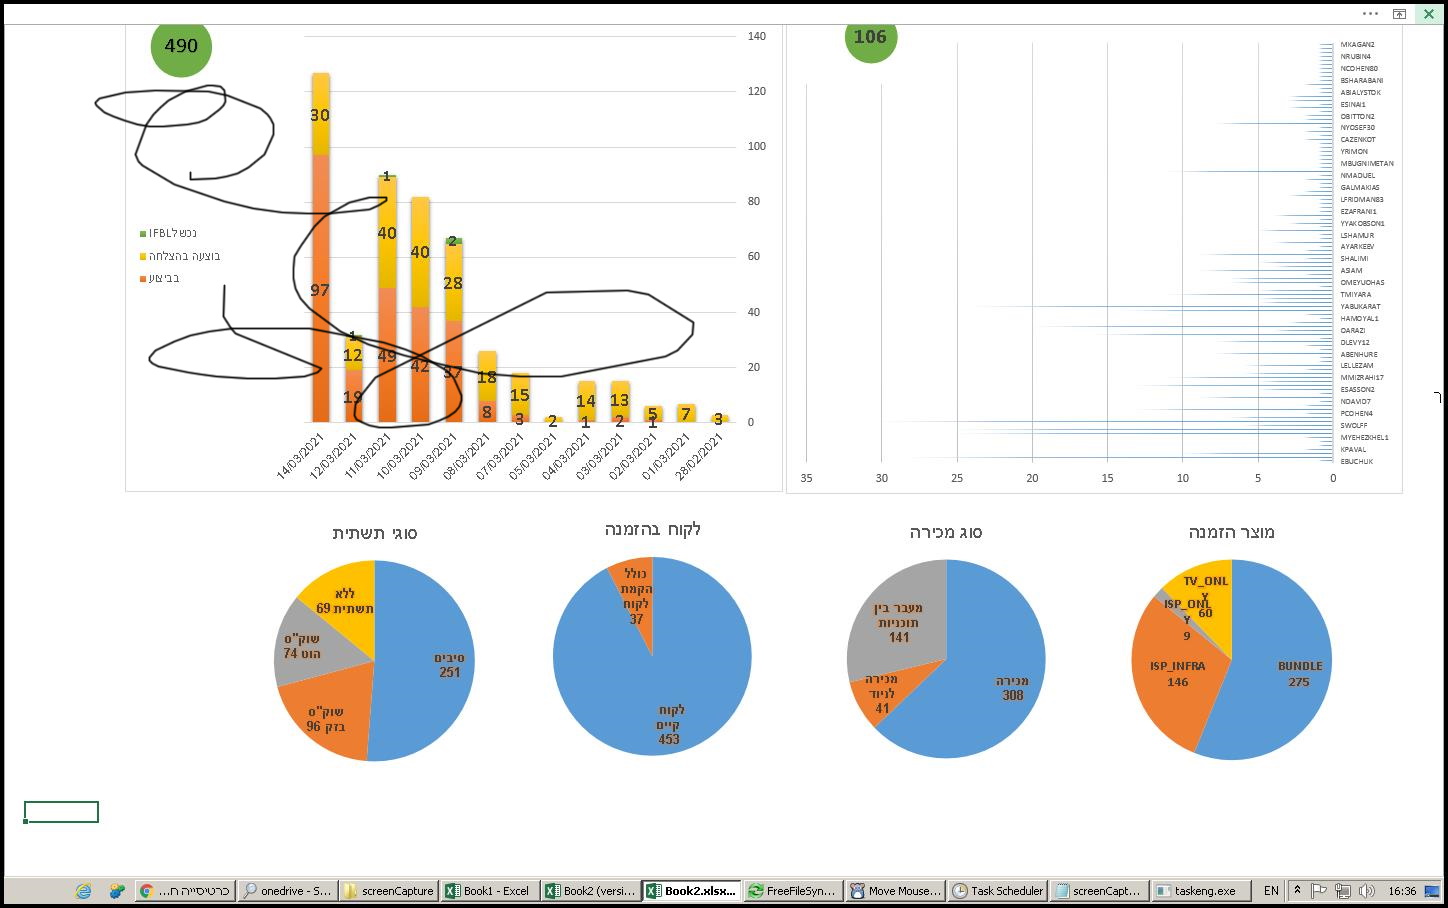 490
140
120
100
80
60
40
20
0
נכשל IFBL
בוצעה בהצלחה
בביצוע
30
97
1
12
19
1
40
49
40
42
2
28
37
18
8
15
3
2
14
1
13
2
5
1
7
3
14/03/2021
12/03/2021
11/03/2021
10/03/2021
09/03/2021
08/03/2021
07/03/2021
05/03/2021
04/03/2021
03/03/2021
02/03/2021
01/03/2021
28/02/2021
106
MKAGAN2
NRUBIN4
NCOHEN80
BSHARABANI
ABIALYSTOK
ESINAI1
OBITTON2
NYOSEF30
CAZENKOT
YRIMON
MBUGNIMETAN
NMADUEL
GALMAKIAS
LFRIDMAN83
EZAFRANI1
YYAKOBSON1
LSHAMUR
AYARKEEV
SHALIMI
ASIAM
OMEYUOHAS
TMIYARA
YABUKARAT
HAMOYAL1
OARAZI
DLEVY12
ABENHURE
LELLEZAM
MMIZRAHI17
ESASSON2
NDAVID7
PCOHEN4
SWOLFF
MYEHEZKHEL1
KPAVAL
EBUCHUK
35
30
25
20
15
10
5
0
סוגי תשתית
ללא
תשתית 69
שוק"ס
הוט 74
שוק"ס
בזק 96
סיבים
251
לקוח בהזמנה
כולל
הקמת
לקוח
37
לקוח
קיים
453
סוג מכירה
מעבר בין
תוכניות
141
מכירה
לניוד
41
מכירה
308
מוצר הזמנה
TV_ONL
Y
60
ISP_ONL
Y
9
ISP_INFRA
146
BUNDLE
275
כרטיסייה ח...
onedrive - S...
screenCapture
Book1 - Excel
Book2 (versi...
Book2.xlsx...
FreeFileSyn...
Move Mouse...
Task Scheduler
screenCapt...
taskeng.exe
EN
16:36